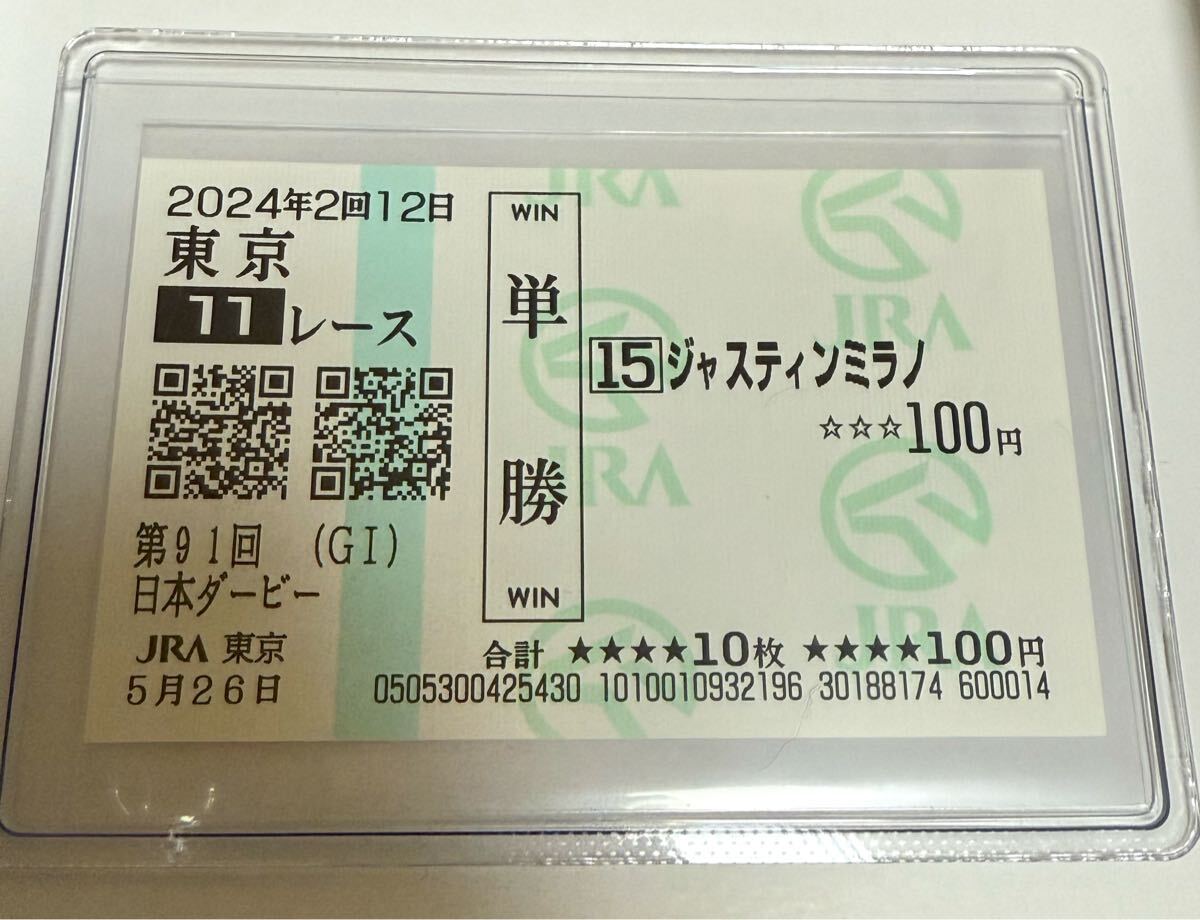 2024年2回12日
東京
11レース
第91回 (GI)
日本ダービー
JRA 東京
5月26日
WIN
単勝
WIN
15 ジャスティンミラノ
☆☆☆100円
合計 ★★★★10枚 ★★★★100円
0505300425430 1010010932196 30188174 600014
JRA
JRA
JRA
JRA